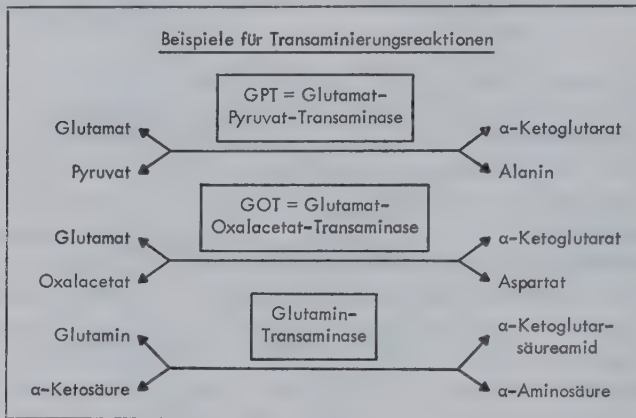 Beispiele für Transaminierungsreaktionen
GPT = Glutamat-
Pyruvat-Transaminase
Glutamat
α-Ketoglutarat
Pyruvat
Alanin
GOT = Glutamat-
Oxalacetat-Transaminase
Glutamat
α-Ketoglutarat
Oxalacetat
Aspartat
Glutamin-
Transaminase
Glutamin
α-Ketoglutar-
säureamid
α-Ketosäure
α-Aminosäure